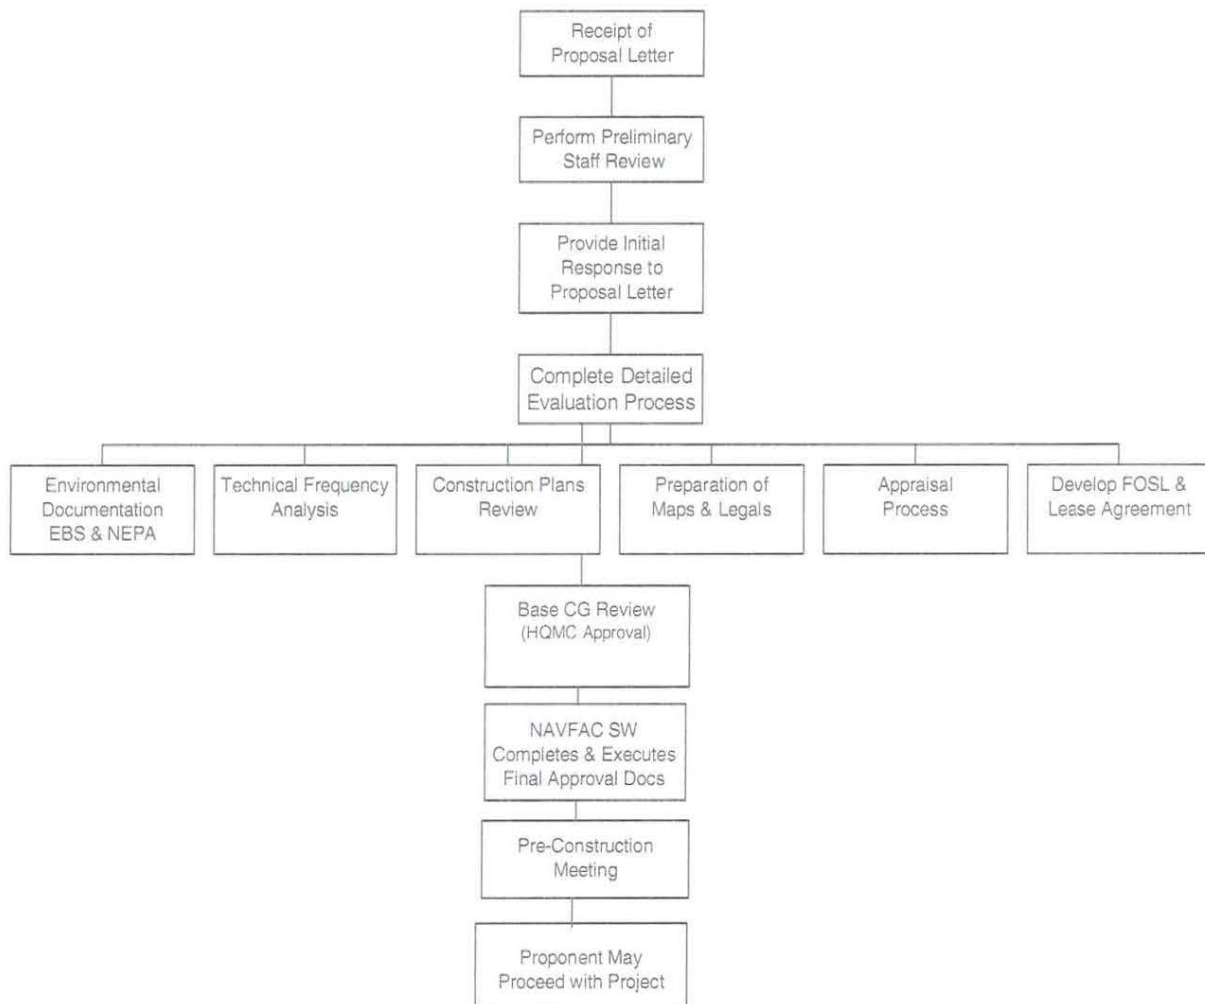 Receipt of
Proposal Letter
Perform Preliminary
Staff Review
Provide Initial
Response to
Proposal Letter
Complete Detailed
Evaluation Process
Environmental
Documentation
EBS & NEPA
Technical Frequency
Analysis
Construction Plans
Review
Preparation of
Maps & Legals
Appraisal
Process
Develop FOSL &
Lease Agreement
Base CG Review
(HQMC Approval)
NAVFAC SW
Completes & Executes
Final Approval Docs
Pre-Construction
Meeting
Proponent May
Proceed with Project